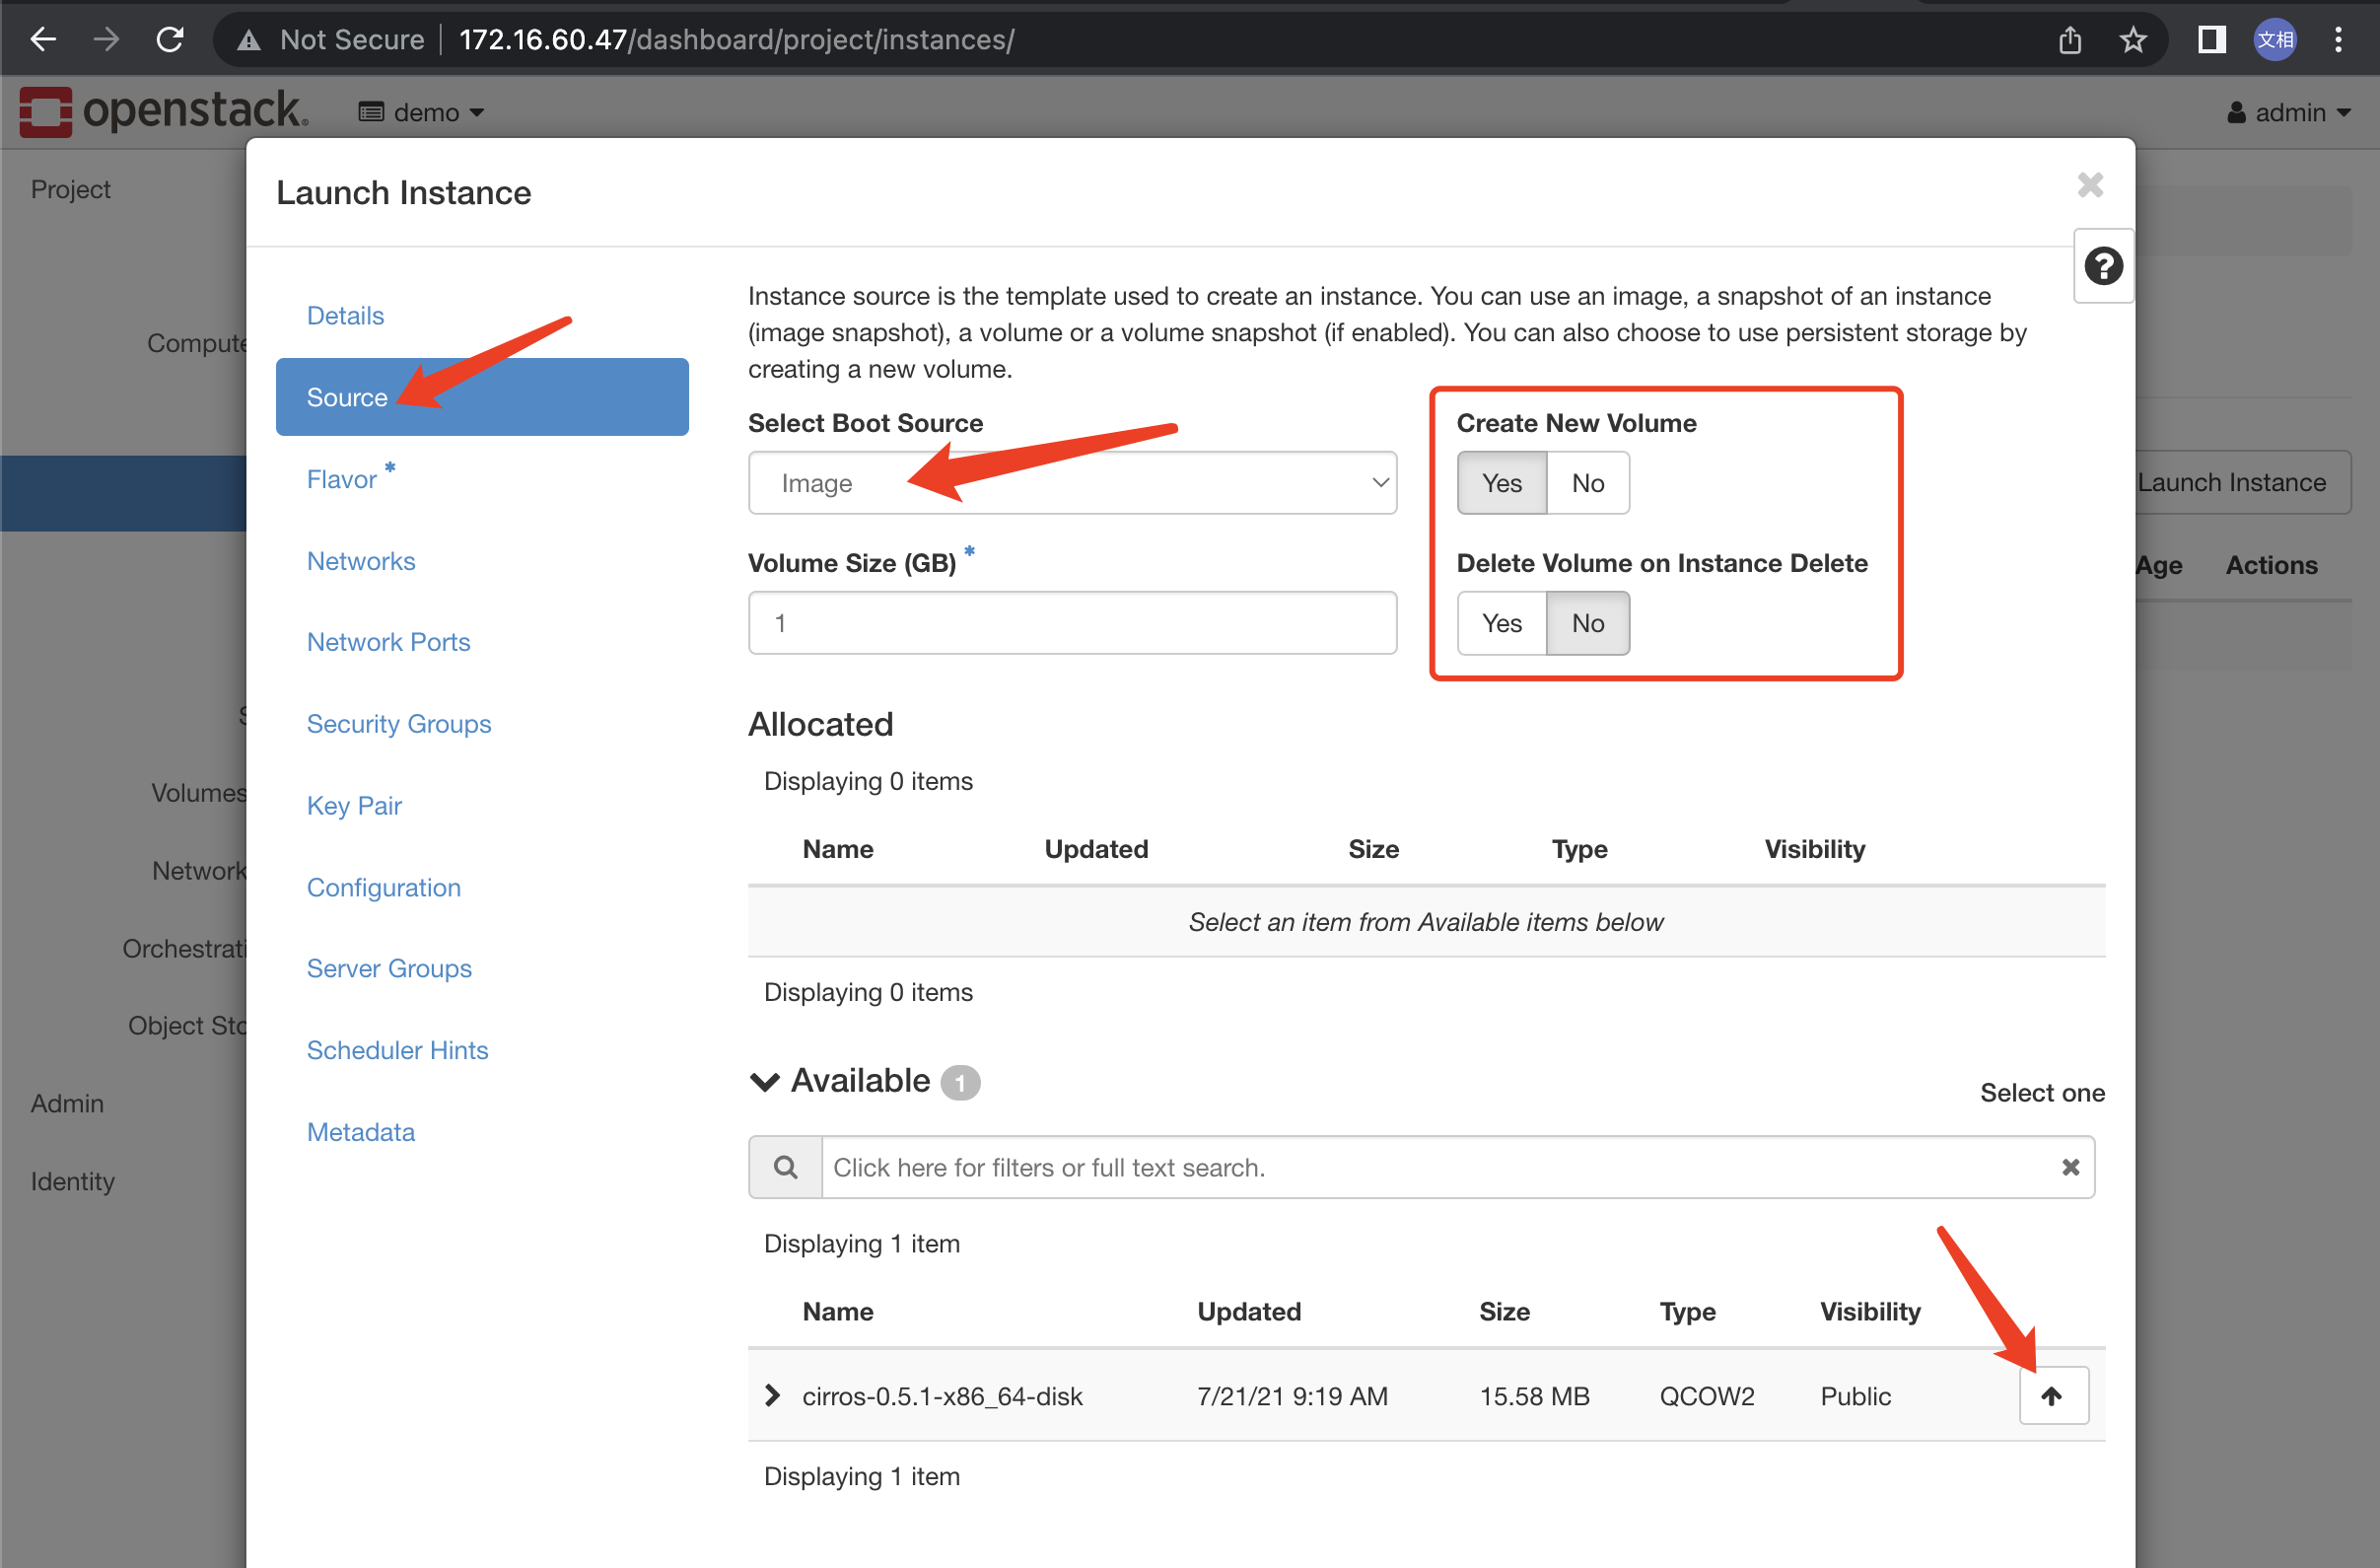 Not Secure 172.16.60.47/dashboard/project/instances/
文相
openstack. demo admin
Project
Launch Instance
Instance source is the template used to create an instance. You can use an image, a snapshot of an instance
(image snapshot), a volume or a volume snapshot (if enabled). You can also choose to use persistent storage by
creating a new volume.
Details
Compute
Source
Select Boot Source
Create New Volume
Flavor *
Image
Yes No
Launch Instance
Networks
Volume Size (GB) *
Delete Volume on Instance Delete
Age Actions
1
Yes No
Network Ports
S
Security Groups
Allocated
Displaying 0 items
Volumes
Key Pair
Name Updated Size Type Visibility
Network
Configuration
Select an item from Available items below
Orchestrati
Server Groups
Displaying 0 items
Object Sto
Scheduler Hints
Available 1
Select one
Admin
Metadata
Click here for filters or full text search.
Identity
Displaying 1 item
Name Updated Size Type Visibility
cirros-0.5.1-x86_64-disk 7/21/21 9:19 AM 15.58 MB QCOW2 Public
Displaying 1 item